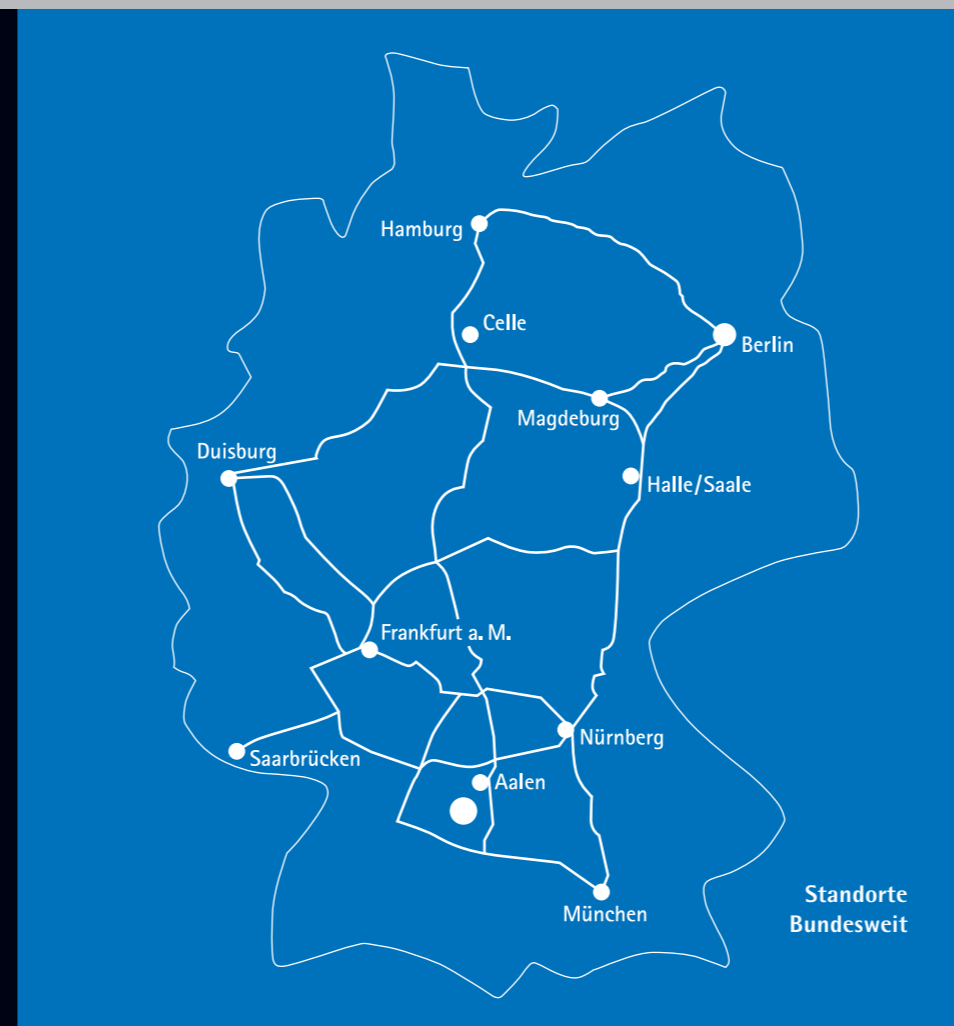 Hamburg
Celle
Berlin
Magdeburg
Duisburg
Halle/Saale
Frankfurt a. M.
Nürnberg
Saarbrücken
Aalen
Standorte
Bundesweit
München